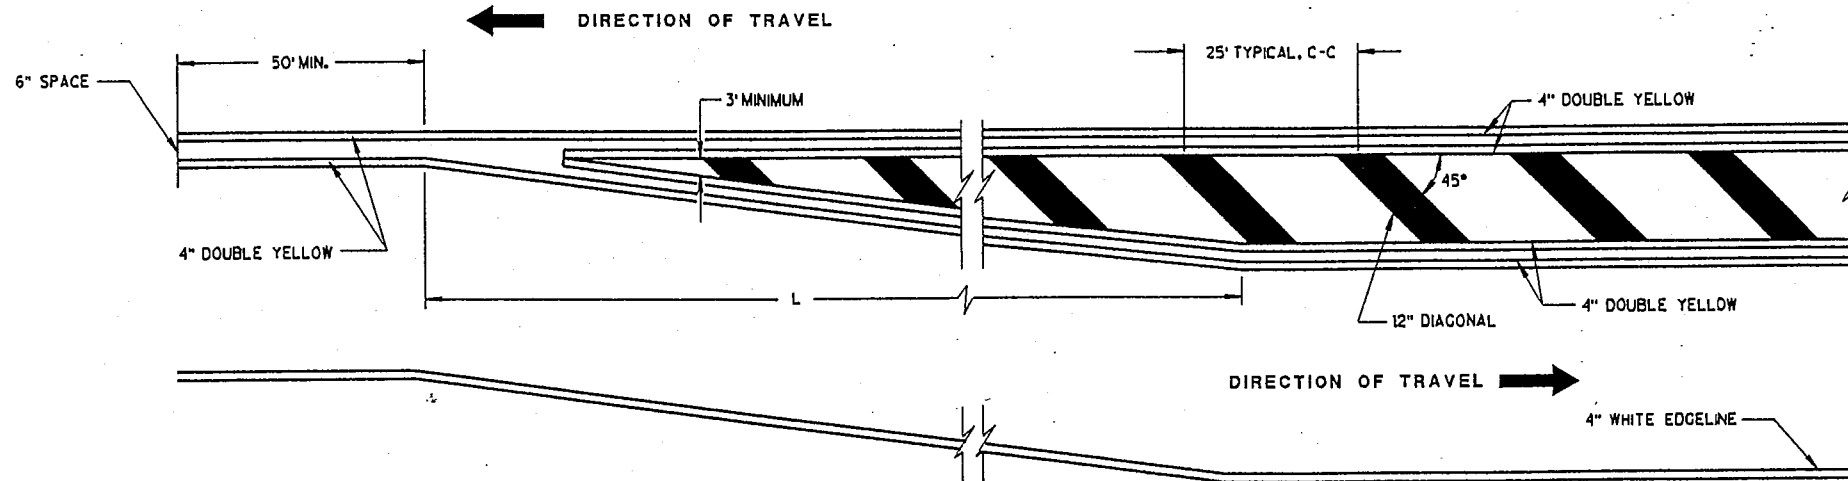 DIRECTION OF TRAVEL
50' MIN.
25' TYPICAL, C-C
6" SPACE
3' MINIMUM
4" DOUBLE YELLOW
45°
4" DOUBLE YELLOW
L
4" DOUBLE YELLOW
12" DIAGONAL
DIRECTION OF TRAVEL
4" WHITE EDGELINE